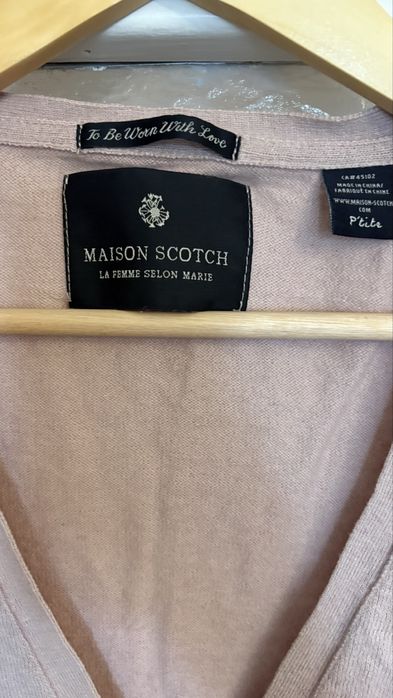 To Be Worn With Love
MAISON SCOTCH
LA FEMME SELON MARIE
CA# 45102
MADE IN CHINA/
FABRIQUÉ EN CHINE
WWW.MAISON-SCOTCH
COM
P'tite